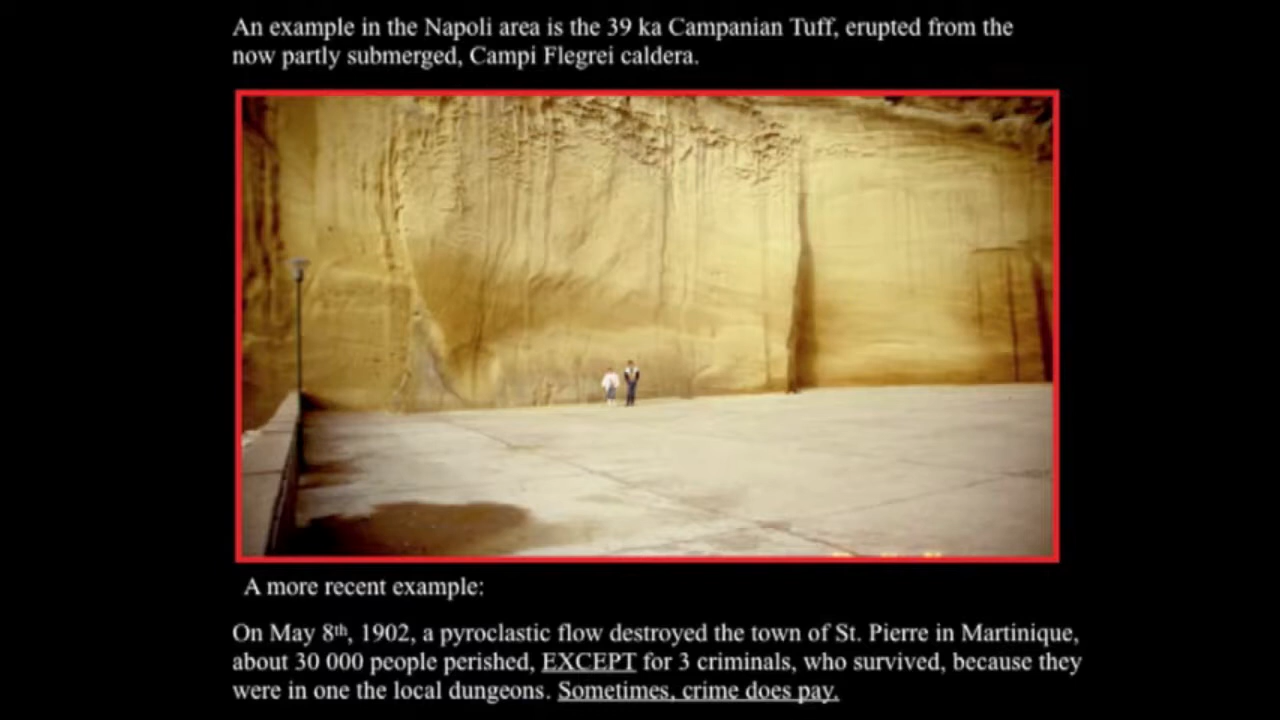 An example in the Napoli area is the 39 ka Campanian Tuff, erupted from the
now partly submerged, Campi Flegrei caldera.
A more recent example:
On May 8th, 1902, a pyroclastic flow destroyed the town of St. Pierre in Martinique,
about 30 000 people perished, EXCEPT for 3 criminals, who survived, because they
were in one the local dungeons. Sometimes, crime does pay.